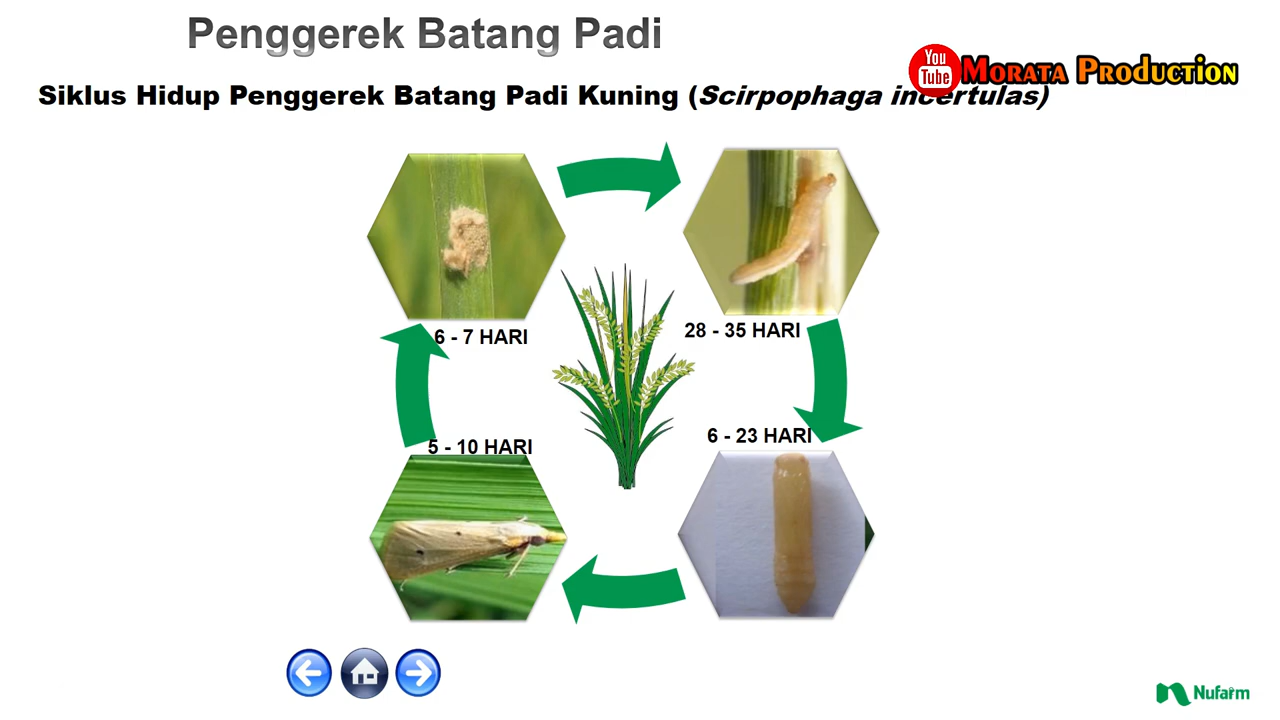 Penggerek Batang Padi
You
Tube
Morata Production
Siklus Hidup Penggerek Batang Padi Kuning (Scirpophaga incertulas)
6 - 7 HARI
28 - 35 HARI
5 - 10 HARI
6 - 23 HARI
Nufarm